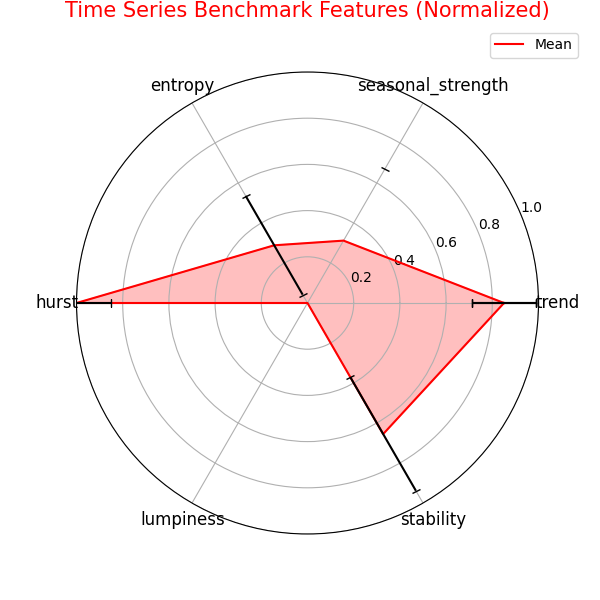 Time Series Benchmark Features (Normalized)
Mean
entropy
seasonal_strength
1.0
0.8
0.6
0.4
0.2
hurst
trend
lumpiness
stability